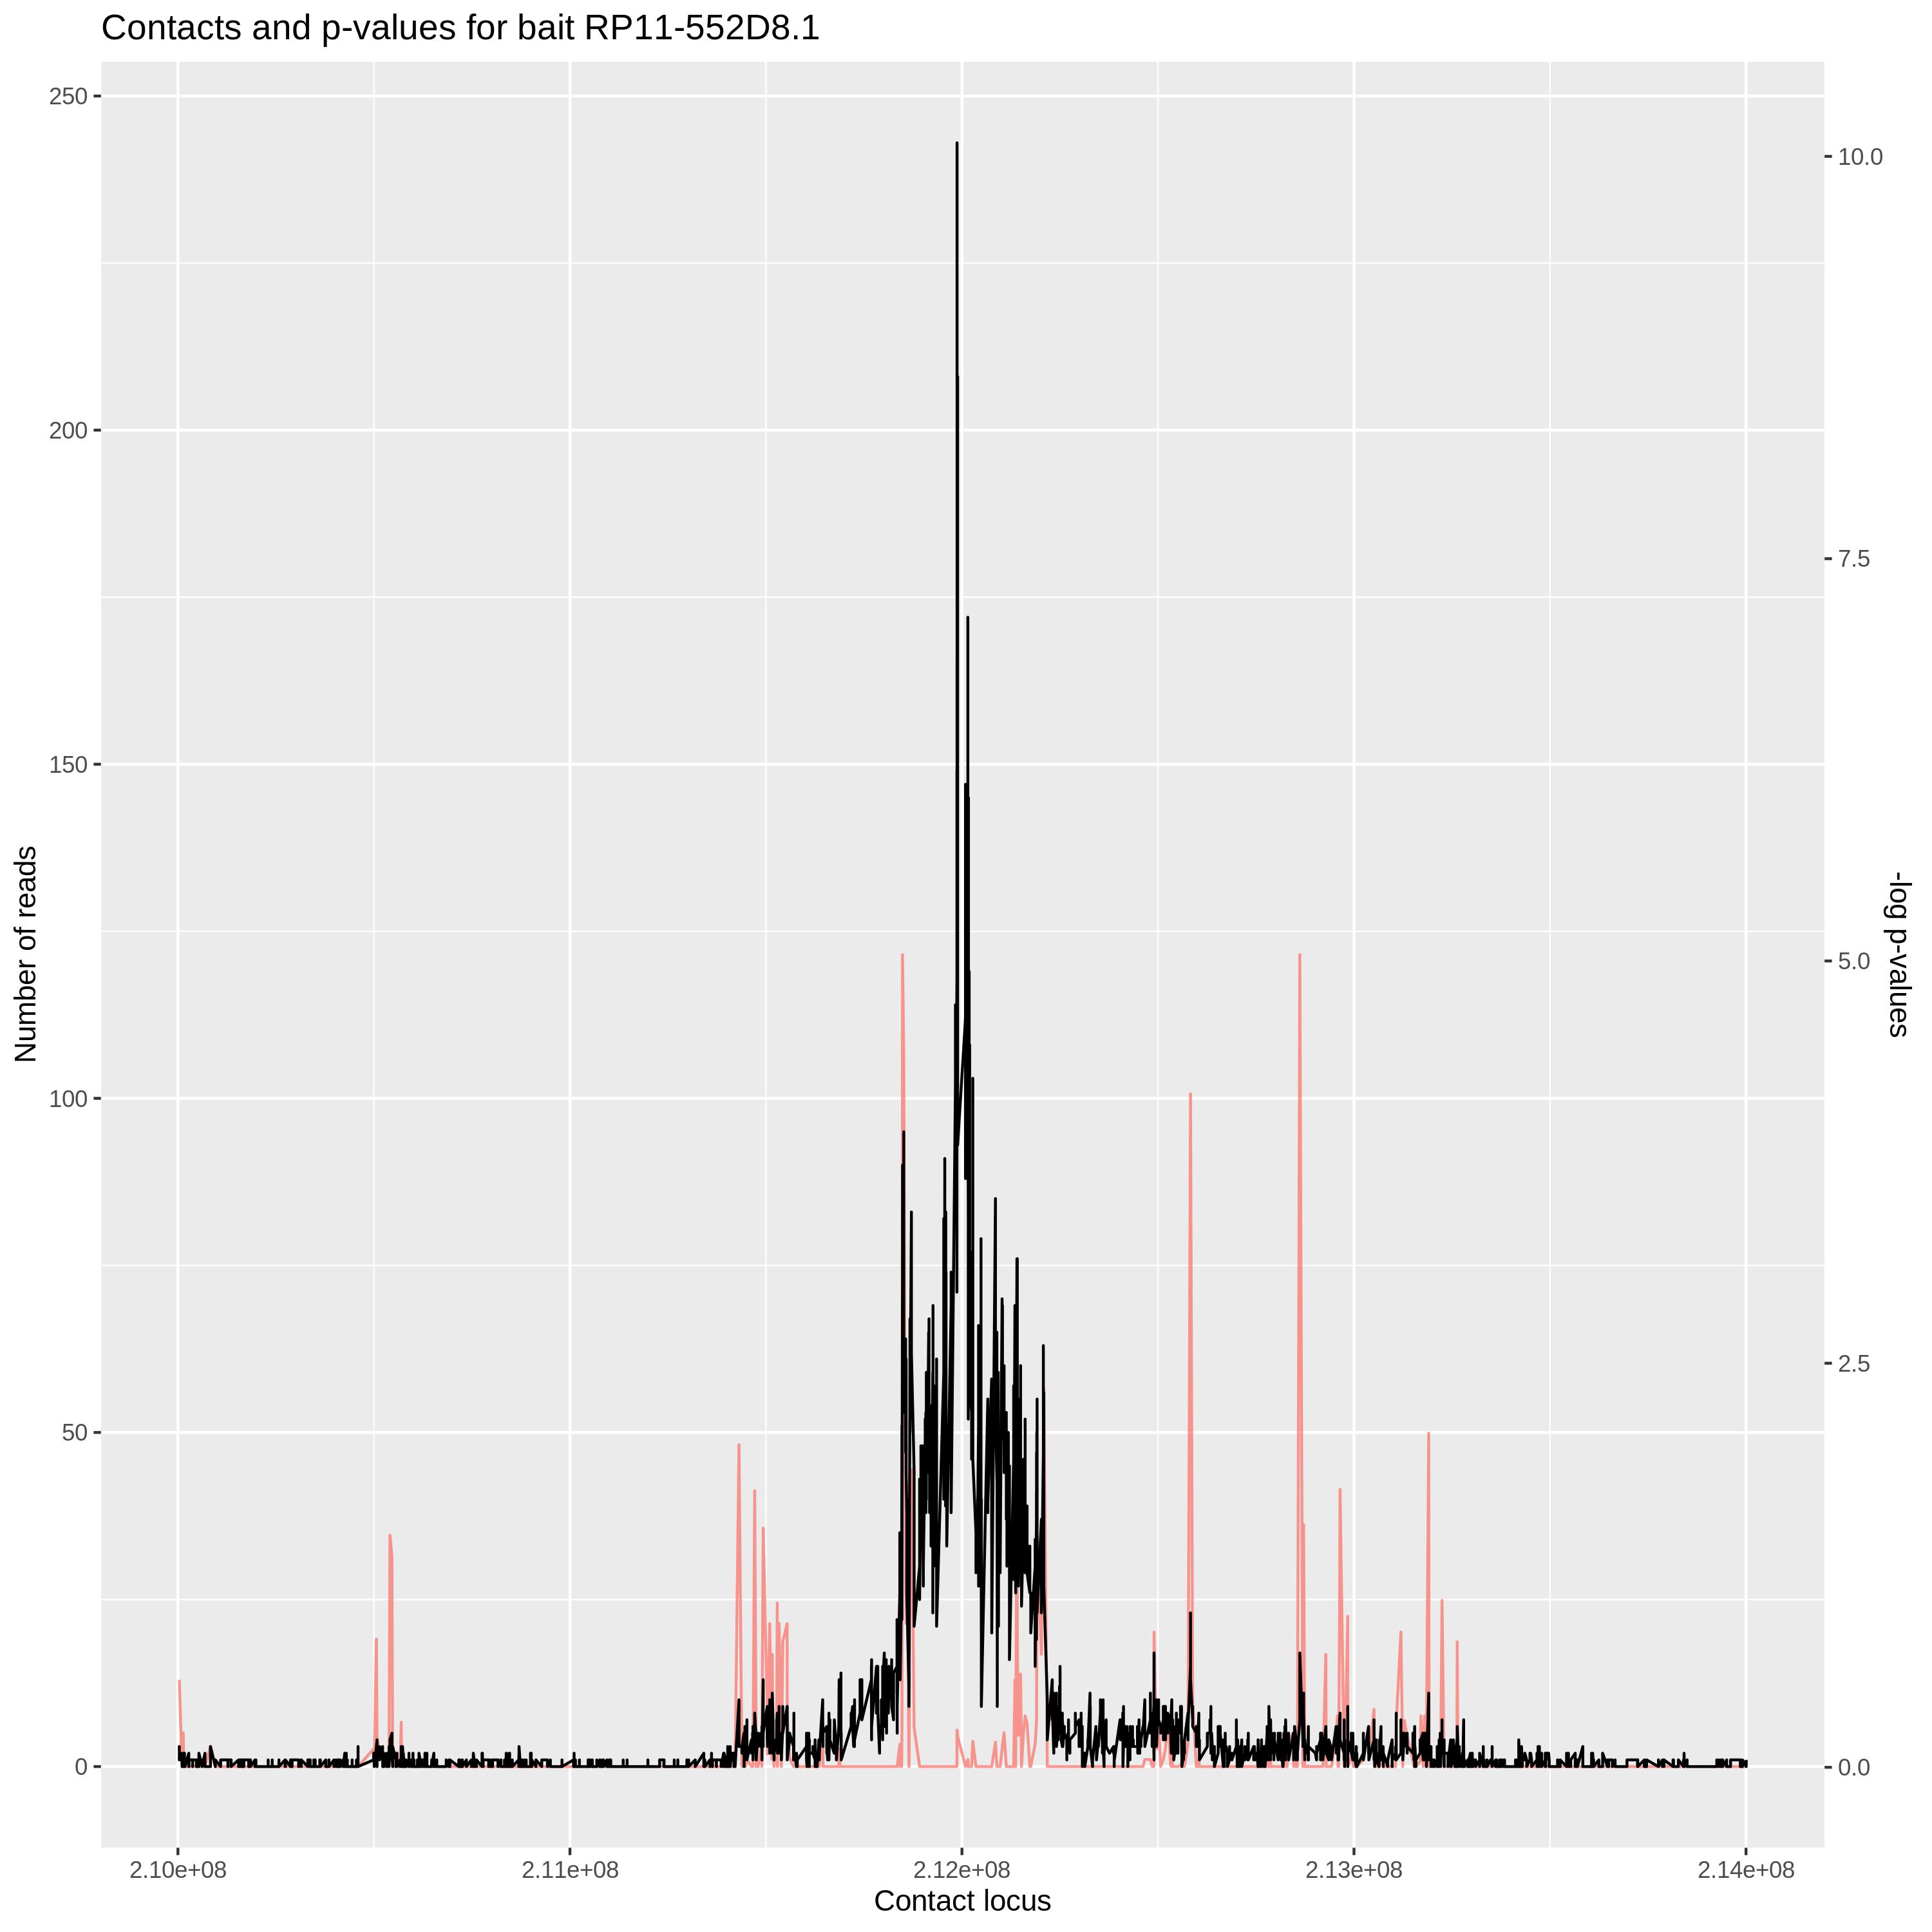 Contacts and p-values for bait RP11-552D8.1
250
200
150
100
50
0
Number of reads
10.0
7.5
5.0
2.5
0.0
-log p-values
2.10e+08
2.11e+08
2.12e+08
2.13e+08
2.14e+08
Contact locus